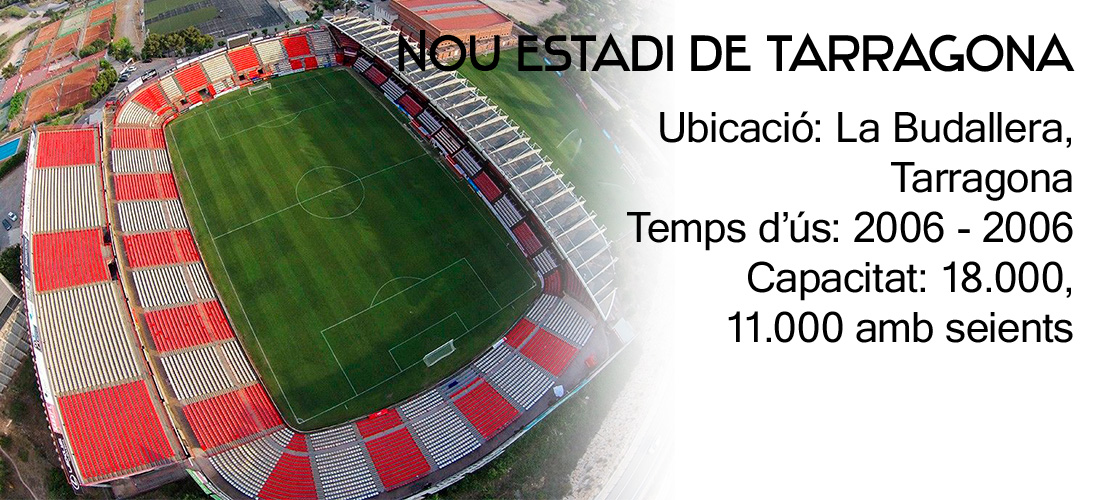 NOU ESTADI DE TARRAGONA
Ubicació: La Budallera,
Tarragona
Temps d’ús: 2006 - 2006
Capacitat: 18.000,
11.000 amb seients